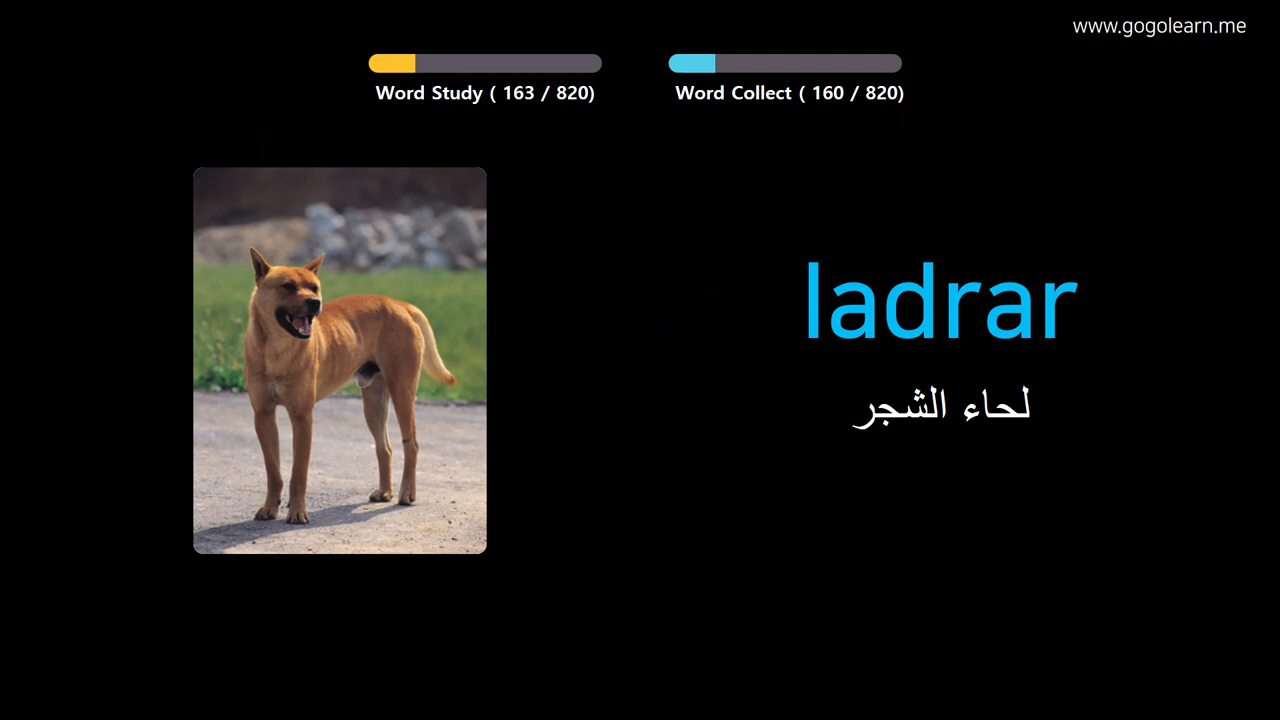 www.gogolearn.me
Word Study ( 163 / 820)
Word Collect ( 160 / 820)
ladrar
لحاء الشجر